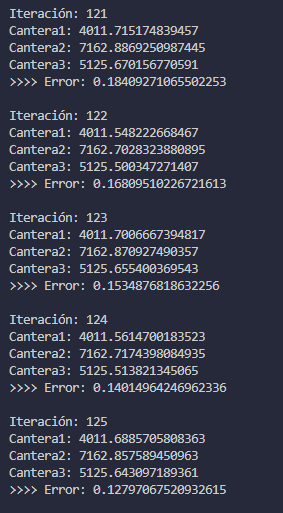 Iteración: 121
Cantera1: 4011.715174839457
Cantera2: 7162.8869250987445
Cantera3: 5125.670156770591
>>>> Error: 0.18409271065502253
Iteración: 122
Cantera1: 4011.548222668467
Cantera2: 7162.7028323880895
Cantera3: 5125.500347271407
>>>> Error: 0.16809510226721613
Iteración: 123
Cantera1: 4011.7006667394817
Cantera2: 7162.870927490357
Cantera3: 5125.655400369543
>>>> Error: 0.1534876818632256
Iteración: 124
Cantera1: 4011.5614700183523
Cantera2: 7162.7174398084935
Cantera3: 5125.513821345065
>>>> Error: 0.14014964246962336
Iteración: 125
Cantera1: 4011.6885705808363
Cantera2: 7162.857589450963
Cantera3: 5125.643097189361
>>>> Error: 0.12797067520932615